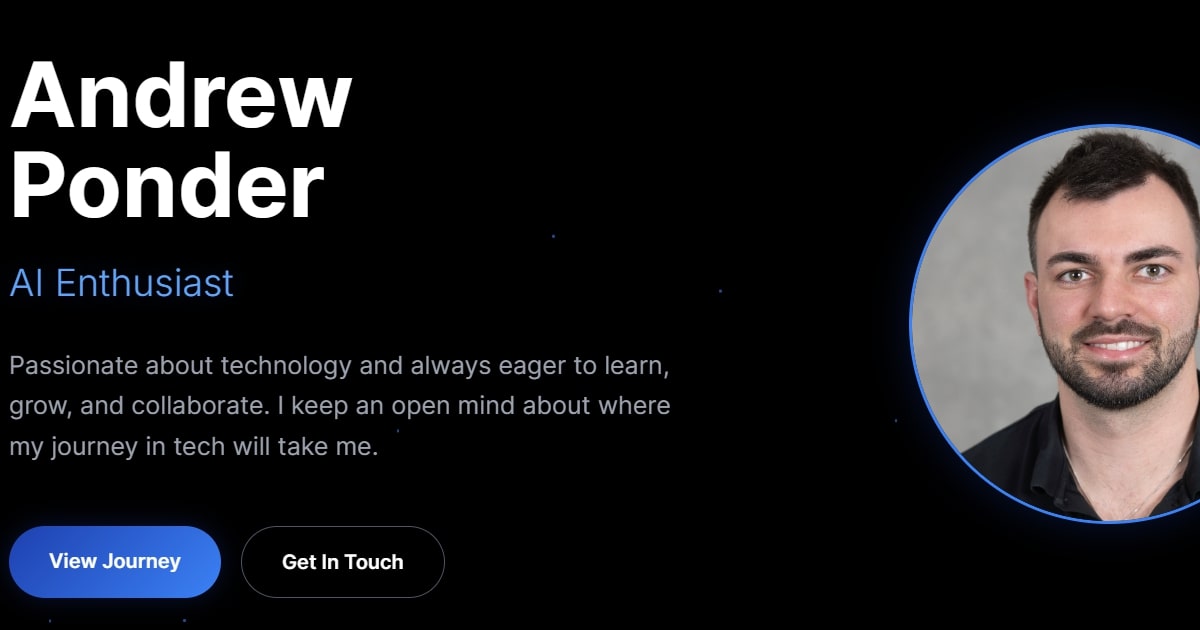 Andrew
Ponder
AI Enthusiast
Passionate about technology and always eager to learn,
grow, and collaborate. I keep an open mind about where
my journey in tech will take me.
View Journey
Get In Touch